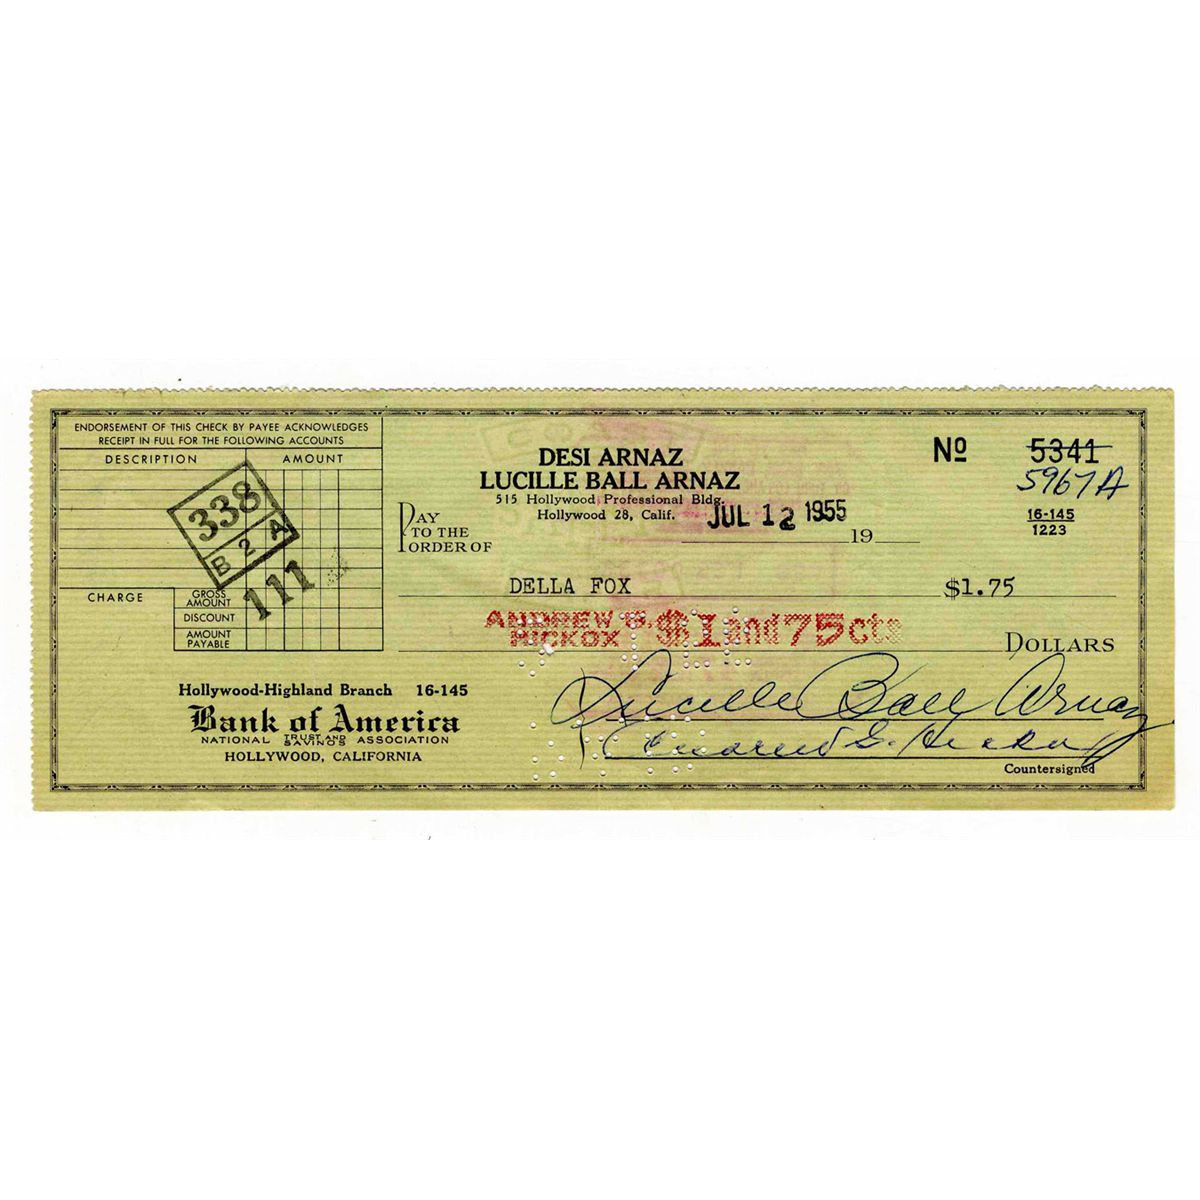 ENDORSEMENT OF THIS CHECK BY PAYEE ACKNOWLEDGES
RECEIPT IN FULL FOR THE FOLLOWING ACCOUNTS
DESCRIPTION AMOUNT
338
B 2 A
111
CHARGE
GROSS AMOUNT
DISCOUNT
AMOUNT PAYABLE
Hollywood-Highland Branch 16-145
Bank of America
NATIONAL TRUST AND SAVINGS ASSOCIATION
HOLLYWOOD, CALIFORNIA
DESI ARNAZ
LUCILLE BALL ARNAZ
515 Hollywood Professional Bldg.
Hollywood 28, Calif.
Nº 5341
5967A
16-145
1223
JUL 12 1955
19
PAY
TO THE
ORDER OF
DELLA FOX $1.75
ANDREW S. HICKOX $1 and 75 cts
DOLLARS
Lucille Ball Arnaz
Andrew S. Hickox
Countersigned